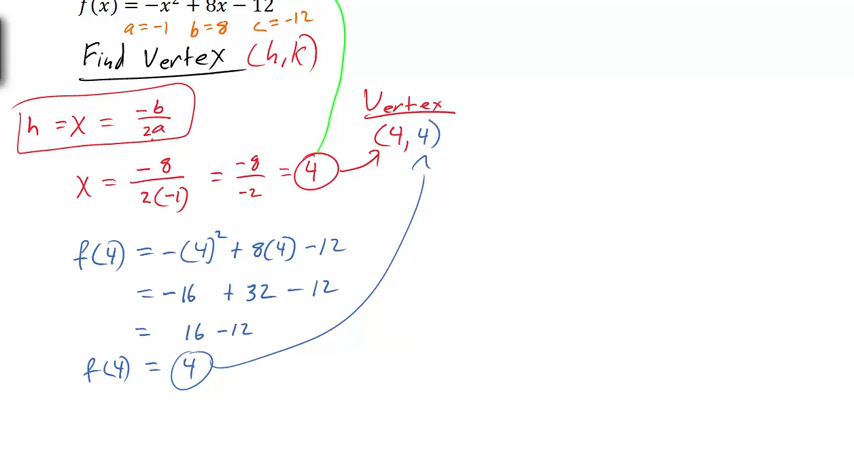 f(x) = −x² + 8x − 12
a = -1 b = 8 c = -12
Find Vertex (h, k)
h = x = -b/2a
x = -8/2(-1) = -8/-2 = 4
Vertex
(4, 4)
f(4) = -(4)² + 8(4) - 12
= -16 + 32 - 12
= 16 - 12
f(4) = 4